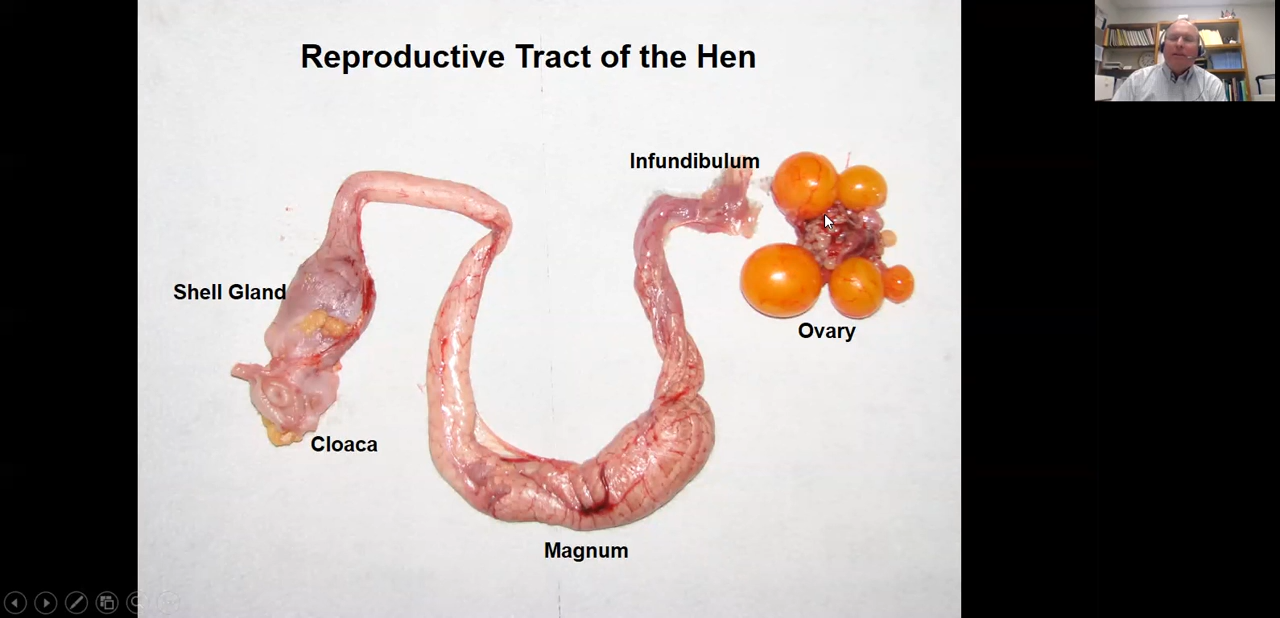 Reproductive Tract of the Hen
Infundibulum
Shell Gland
Ovary
Cloaca
Magnum